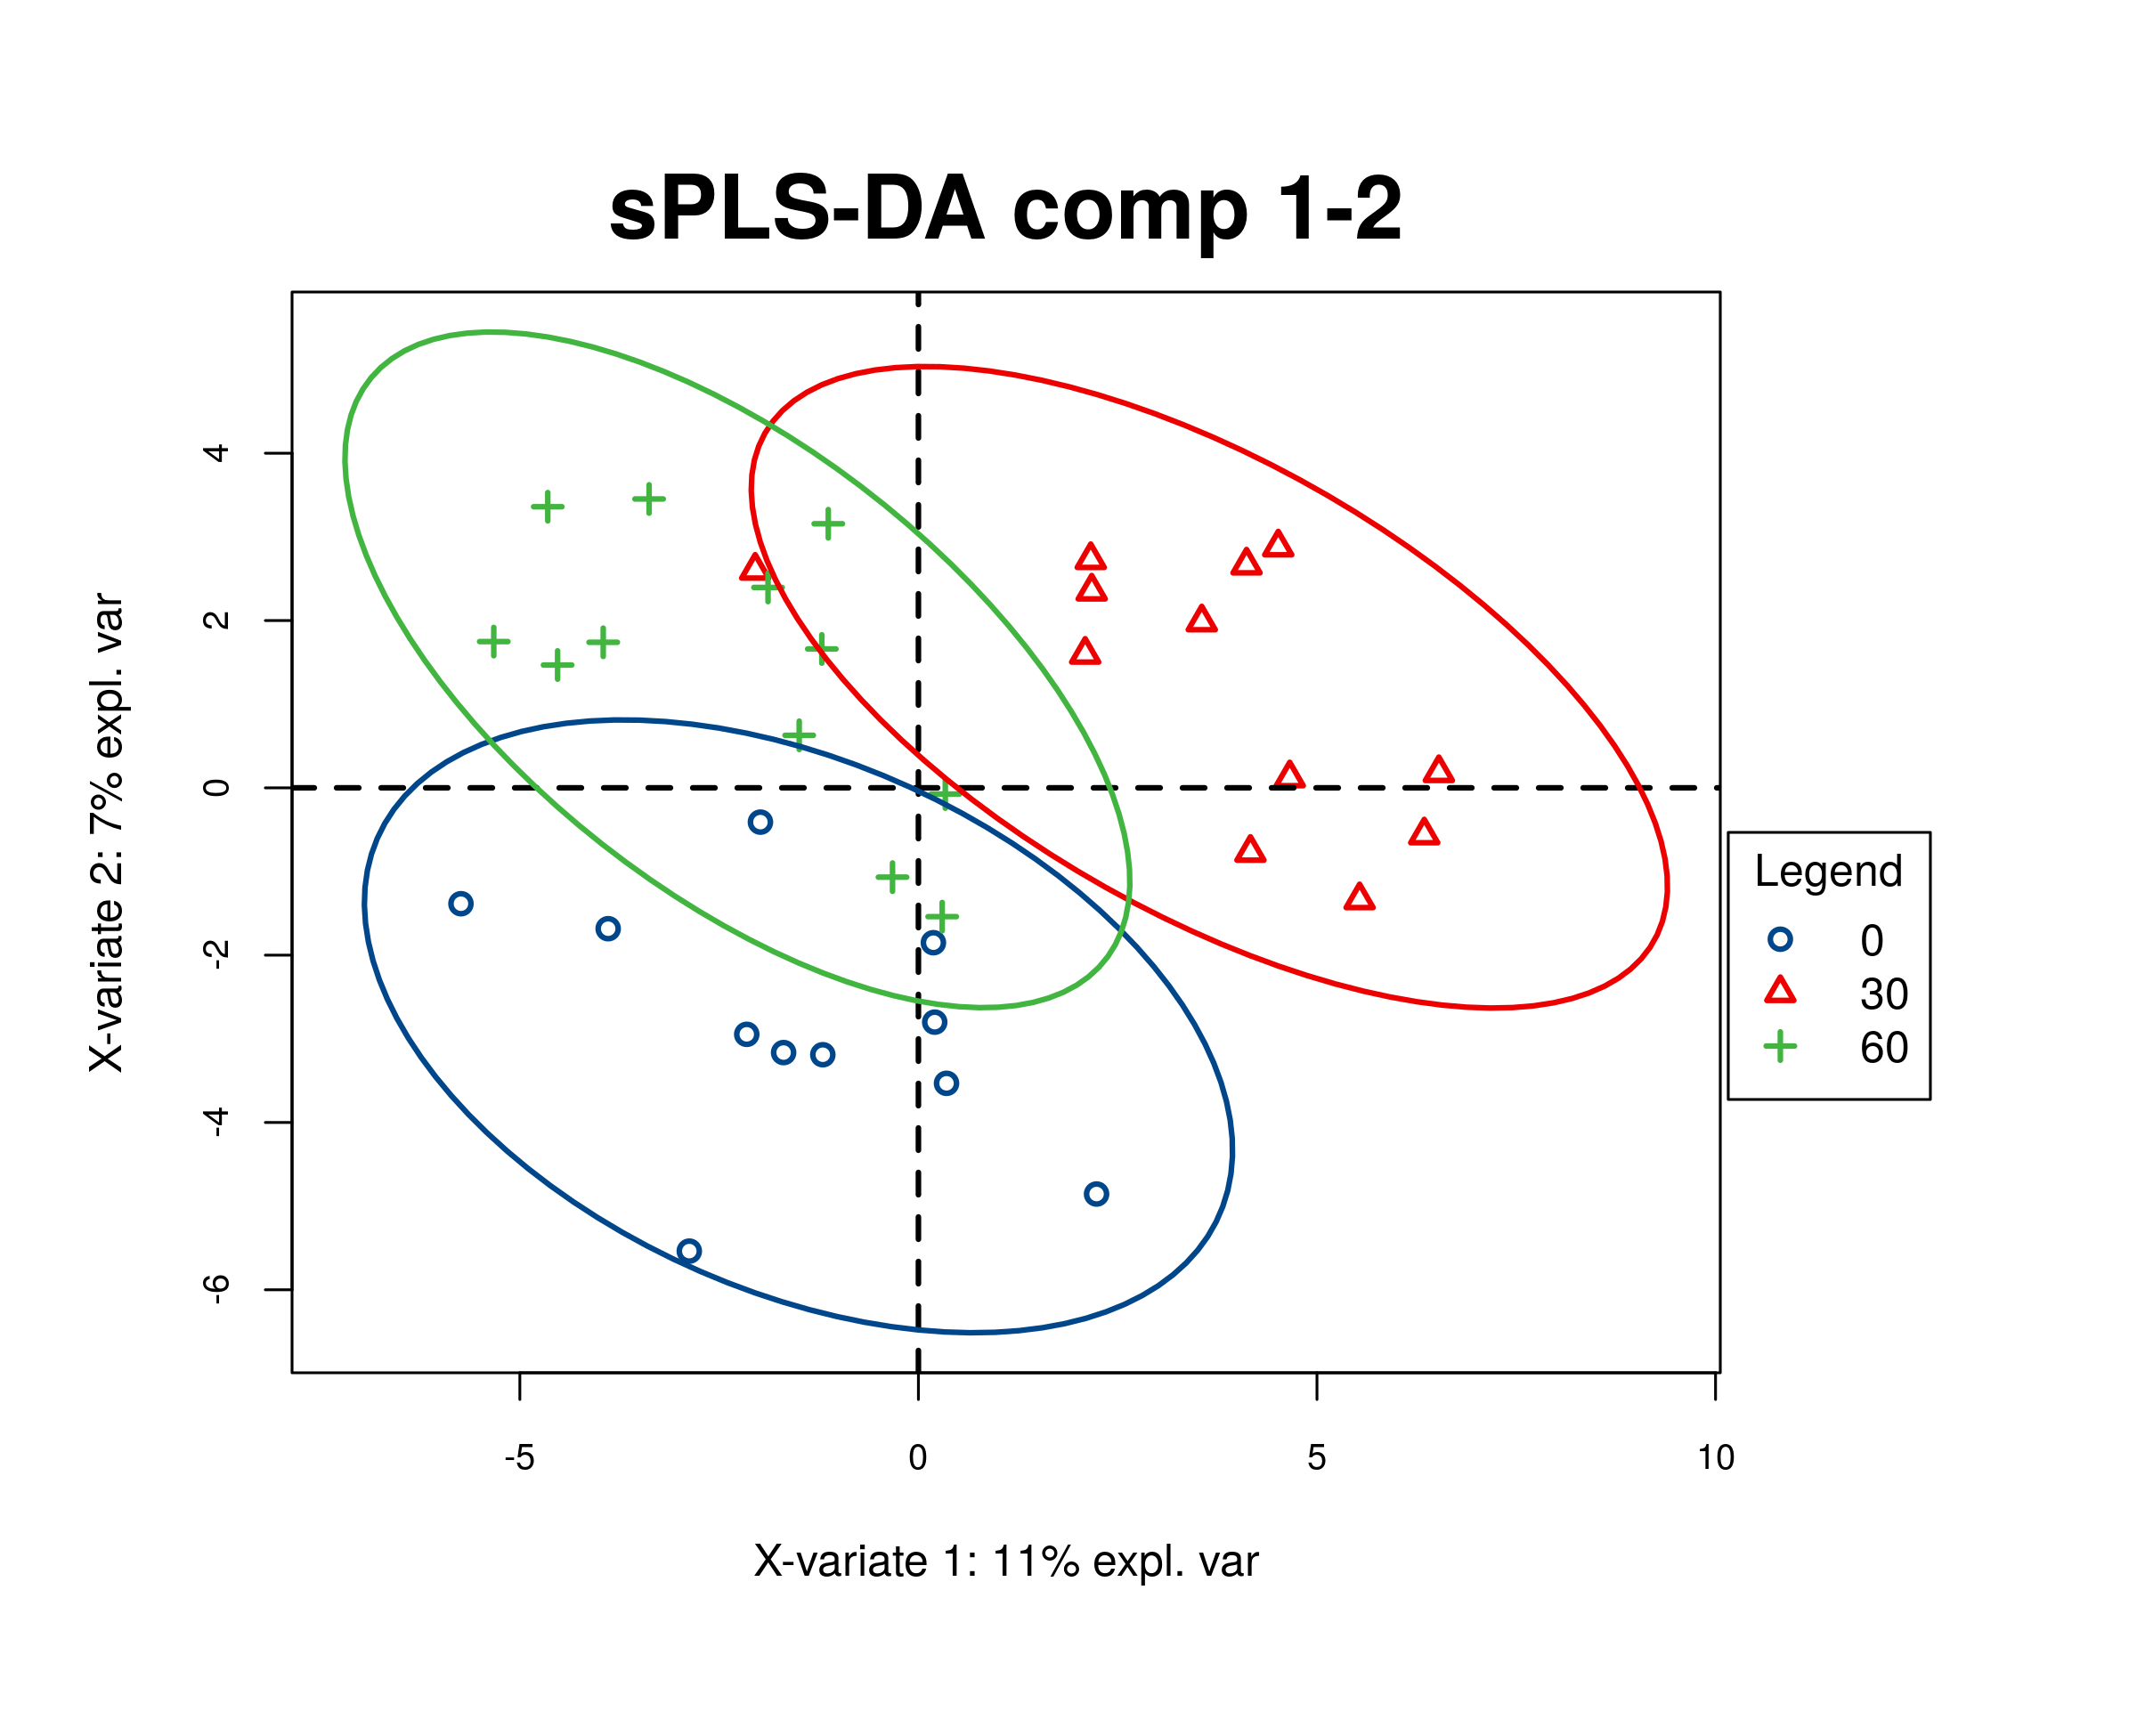 sPLS-DA comp 1-2
X-variate 2: 7% expl. var
4
2
0
-2
-4
-6
Legend
0
30
60
-5 0 5 10
X-variate 1: 11% expl. var